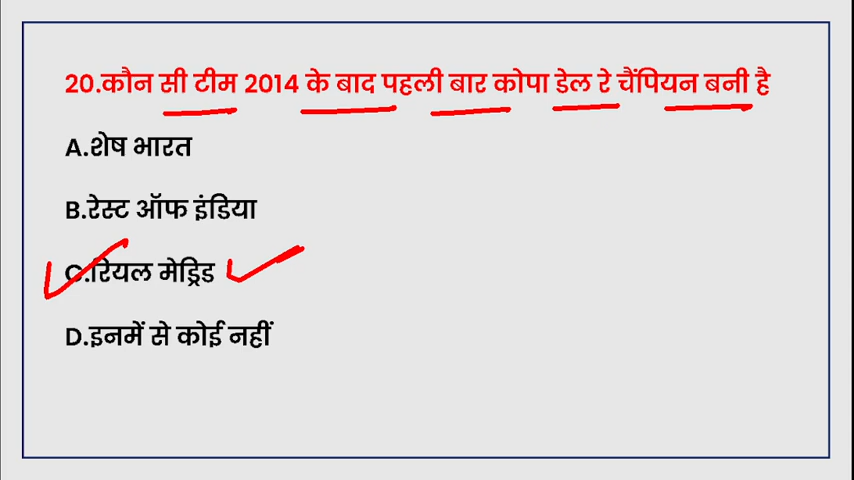 20.कौन सी टीम 2014 के बाद पहली बार कोपा डेल रे चैंपियन बनी है
A.शेष भारत
B.रेस्ट ऑफ इंडिया
C.रियल मेड्रिड
D.इनमें से कोई नहीं